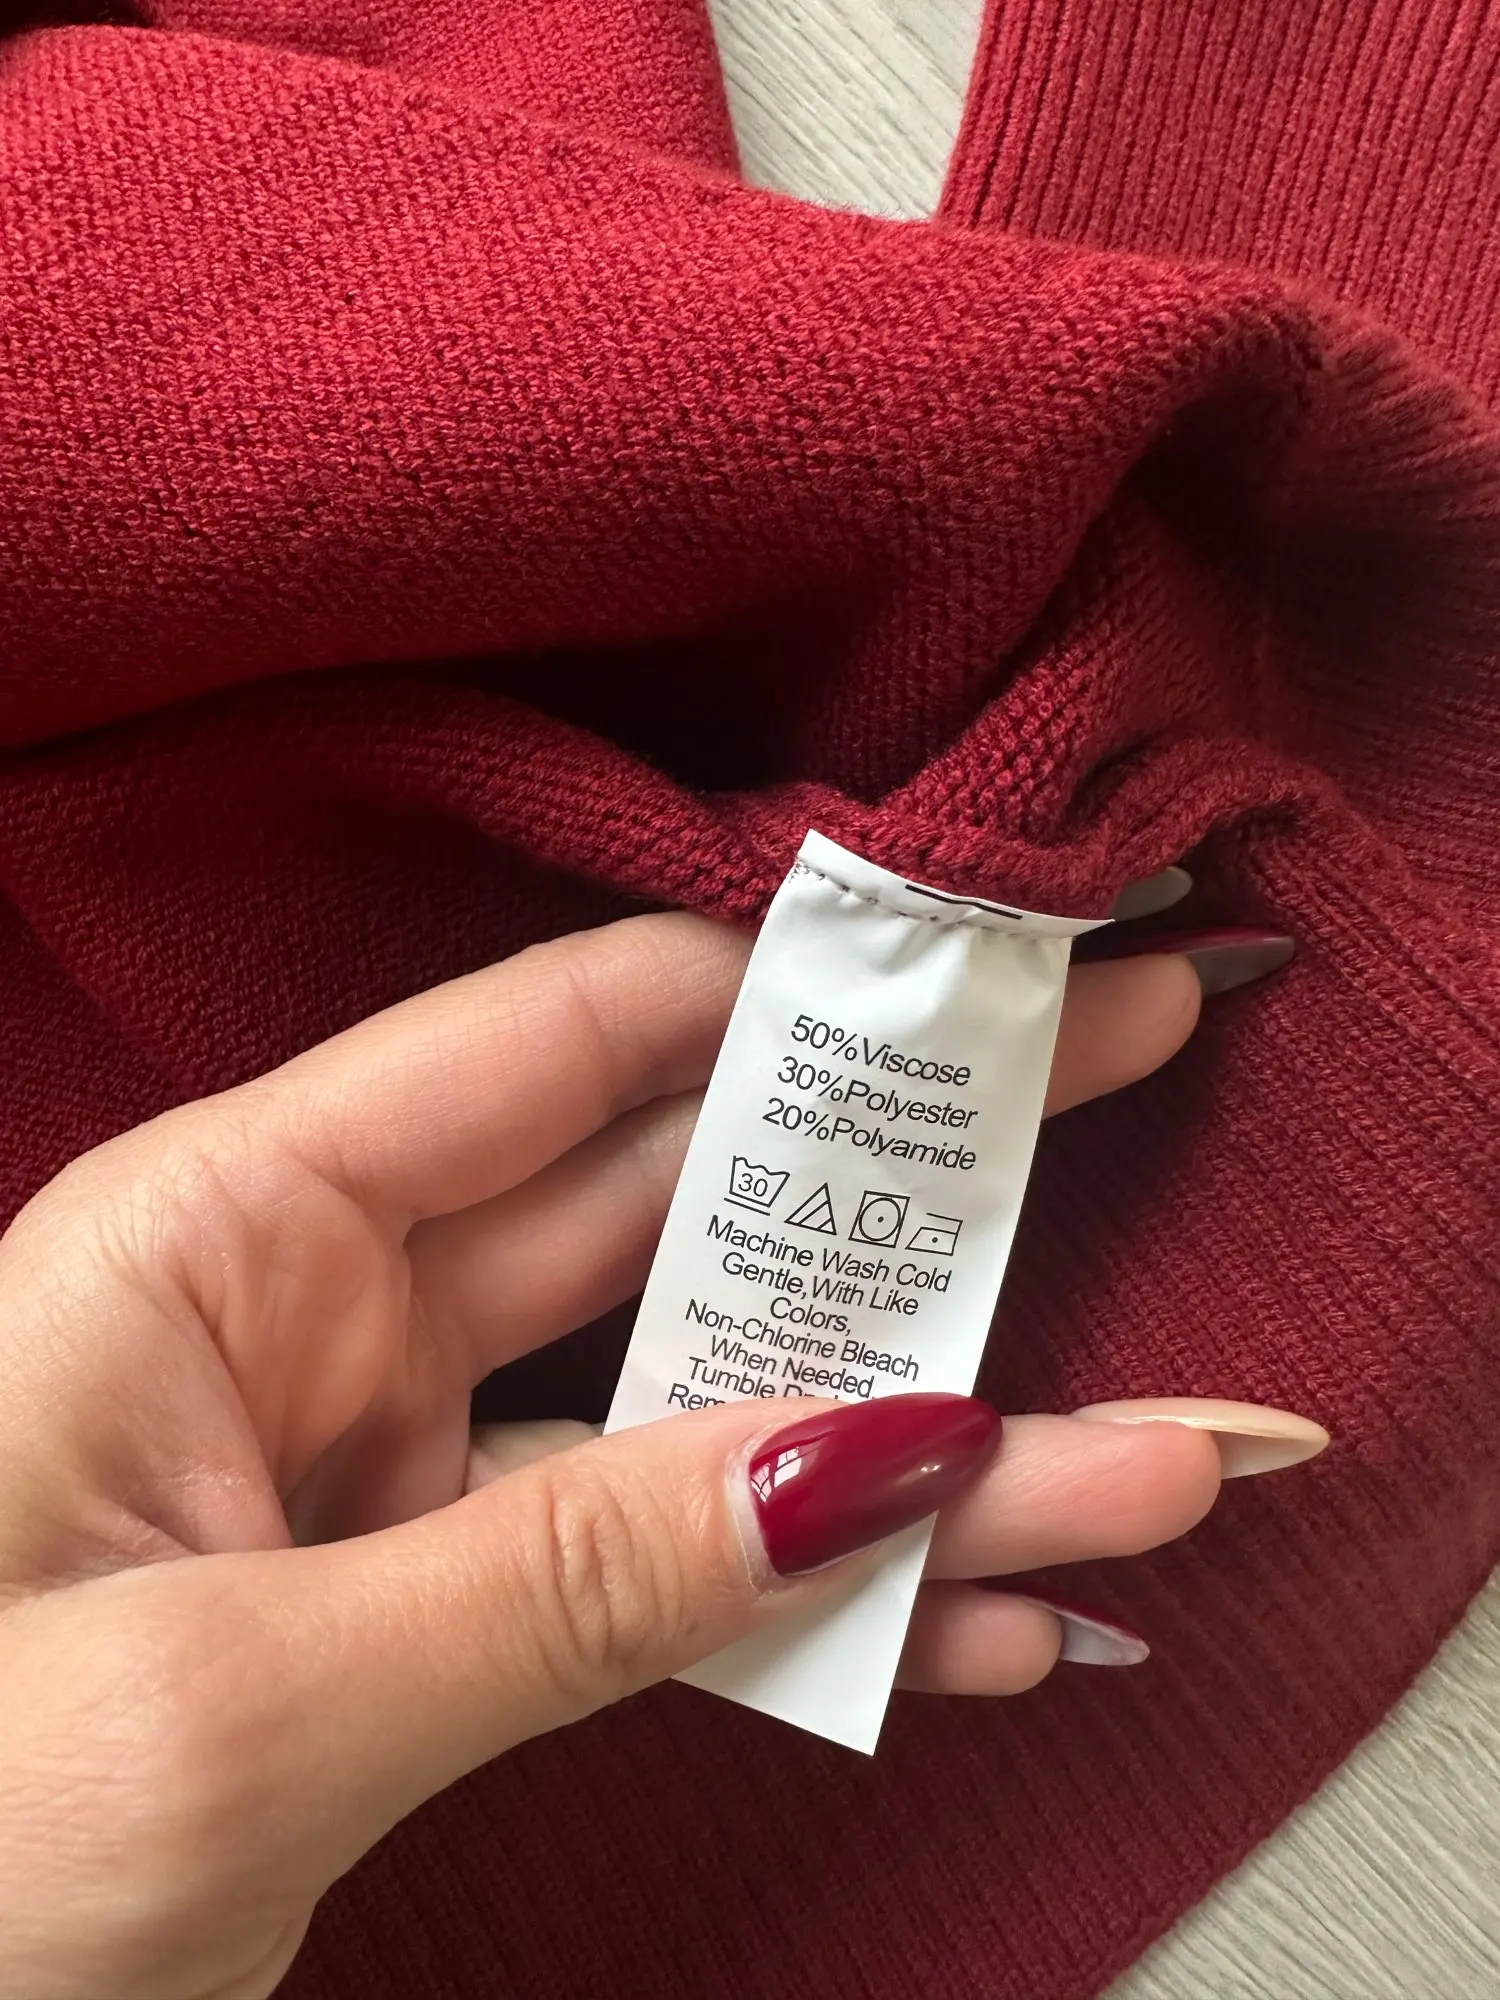 50%Viscose
30%Polyester
20%Polyamide
30
Machine Wash Cold
Gentle,With Like
Colors,
Non-Chlorine Bleach
When Needed,
Tumble